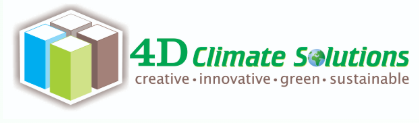 4D Climate Solutions
creative • innovative • green • sustainable